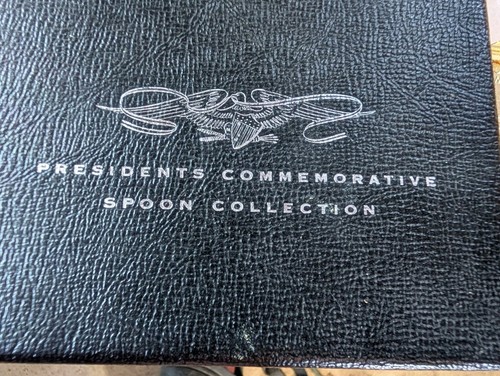 PRESIDENTS COMMEMORATIVE
SPOON COLLECTION